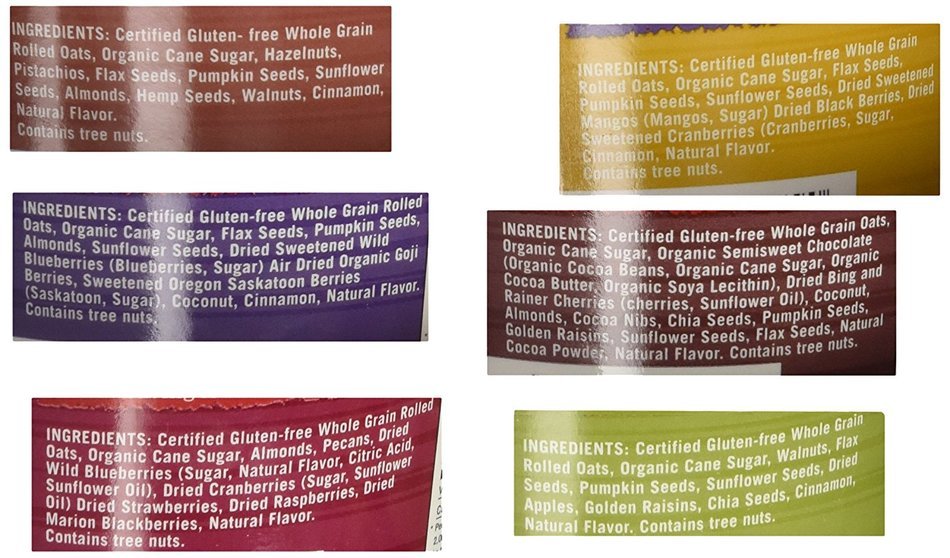 INGREDIENTS: Certified Gluten- free Whole Grain
Rolled Oats, Organic Cane Sugar, Hazelnuts,
Pistachios, Flax Seeds, Pumpkin Seeds, Sunflower
Seeds, Almonds, Hemp Seeds, Walnuts, Cinnamon,
Natural Flavor.
Contains tree nuts.
INGREDIENTS: Certified Gluten-free Whole Grain
Rolled Oats, Organic Cane Sugar, Flax Seeds,
Pumpkin Seeds, Sunflower Seeds, Dried Sweetened
Mangos (Mangos, Sugar) Dried Black Berries, Dried
Sweetened Cranberries (Cranberries, Sugar,
Cinnamon, Natural Flavor.
Contains tree nuts.
INGREDIENTS: Certified Gluten-free Whole Grain Rolled
Oats, Organic Cane Sugar, Flax Seeds, Pumpkin Seeds,
Almonds, Sunflower Seeds, Dried Sweetened Wild
Blueberries (Blueberries, Sugar) Air Dried Organic Goji
Berries, Sweetened Oregon Saskatoon Berries
(Saskatoon, Sugar), Coconut, Cinnamon, Natural Flavor.
Contains tree nuts.
INGREDIENTS: Certified Gluten-free Whole Grain Oats,
Organic Cane Sugar, Organic Semisweet Chocolate
(Organic Cocoa Beans, Organic Cane Sugar, Organic
Cocoa Butter, Organic Soya Lecithin), Dried Bing and
Rainer Cherries (cherries, Sunflower Oil), Coconut,
Almonds, Cocoa Nibs, Chia Seeds, Pumpkin Seeds,
Golden Raisins, Sunflower Seeds, Flax Seeds, Natural
Cocoa Powder, Natural Flavor. Contains tree nuts.
INGREDIENTS: Certified Gluten-free Whole Grain Rolled
Oats, Organic Cane Sugar, Almonds, Pecans, Dried
Wild Blueberries (Sugar, Natural Flavor, Citric Acid,
Sunflower Oil), Dried Cranberries (Sugar, Sunflower
Oil) Dried Strawberries, Dried Raspberries, Dried
Marion Blackberries, Natural Flavor.
Contains tree nuts.
INGREDIENTS: Certified Gluten-free Whole Grain
Rolled Oats, Organic Cane Sugar, Walnuts, Flax
Seeds, Pumpkin Seeds, Sunflower Seeds, Dried
Apples, Golden Raisins, Chia Seeds, Cinnamon,
Natural Flavor. Contains tree nuts.